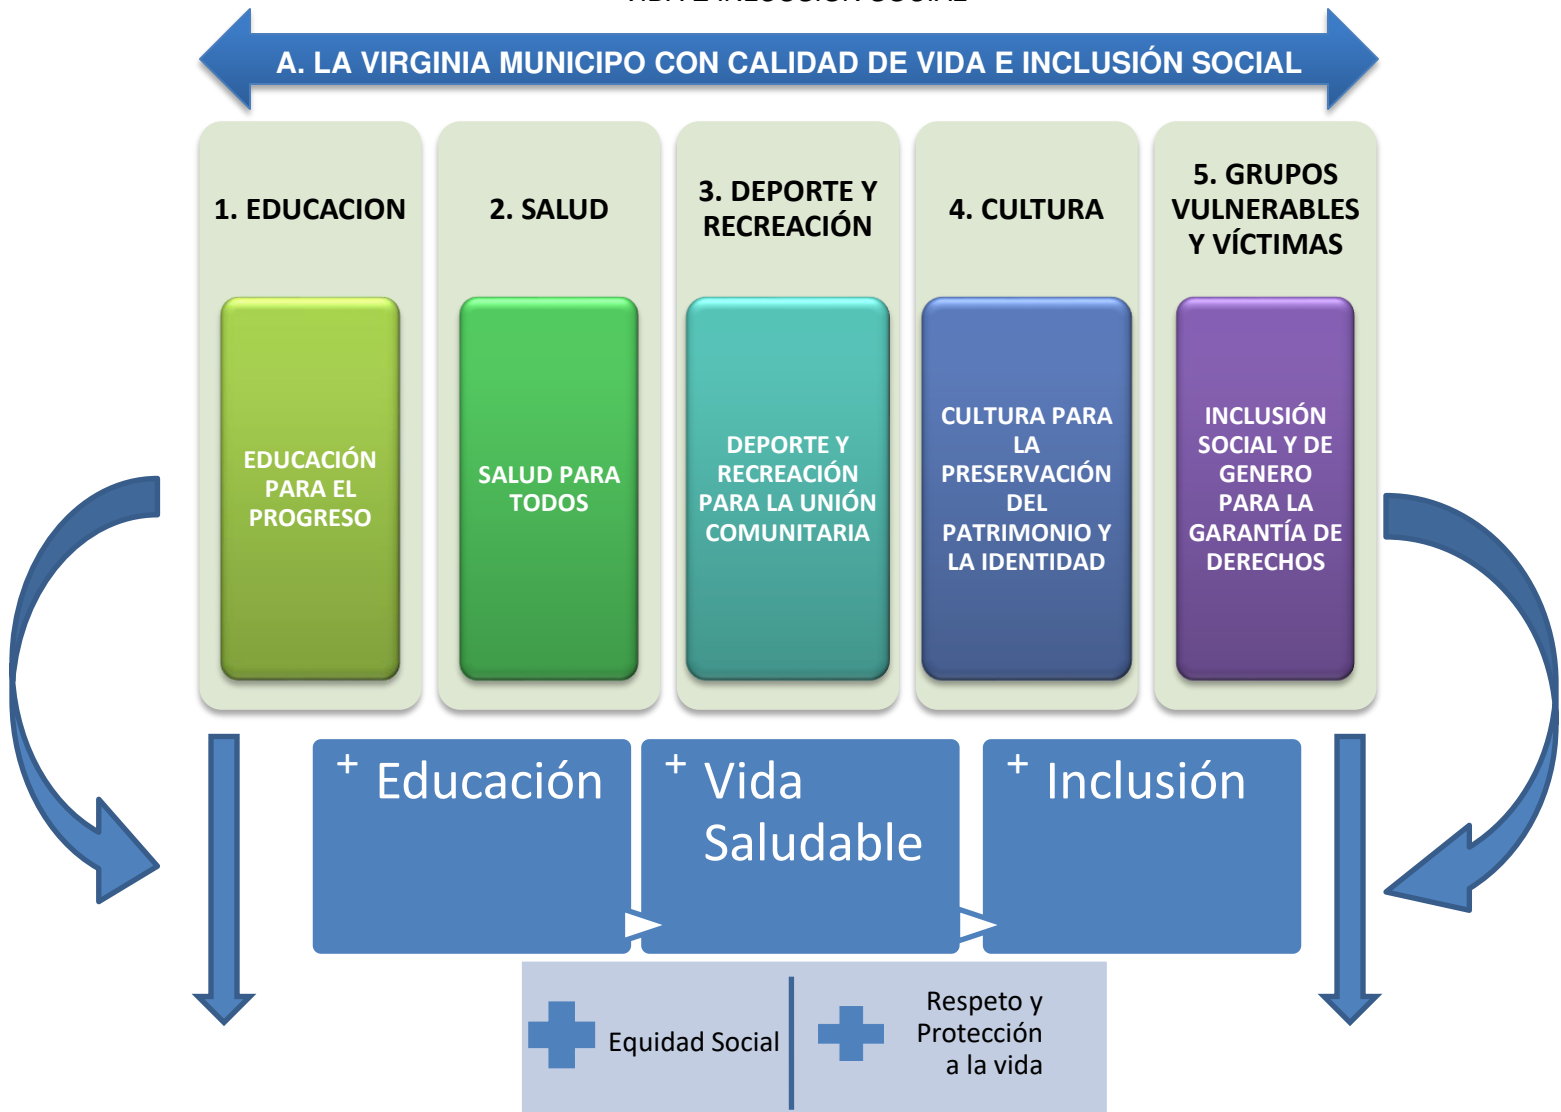 VIDA E INLCUSIÓN SOCIAL
A. LA VIRGINIA MUNICIPO CON CALIDAD DE VIDA E INCLUSIÓN SOCIAL
1. EDUCACION
2. SALUD
3. DEPORTE Y
RECREACIÓN
4. CULTURA
5. GRUPOS
VULNERABLES
Y VÍCTIMAS
EDUCACIÓN
PARA EL
PROGRESO
SALUD PARA
TODOS
DEPORTE Y
RECREACIÓN
PARA LA UNIÓN
COMUNITARIA
CULTURA PARA
LA
PRESERVACIÓN
DEL
PATRIMONIO Y
LA IDENTIDAD
INCLUSIÓN
SOCIAL Y DE
GENERO
PARA LA
GARANTÍA DE
DERECHOS
+ Educación
+ Vida
Saludable
+ Inclusión
Equidad Social
Respeto y
Protección
a la vida